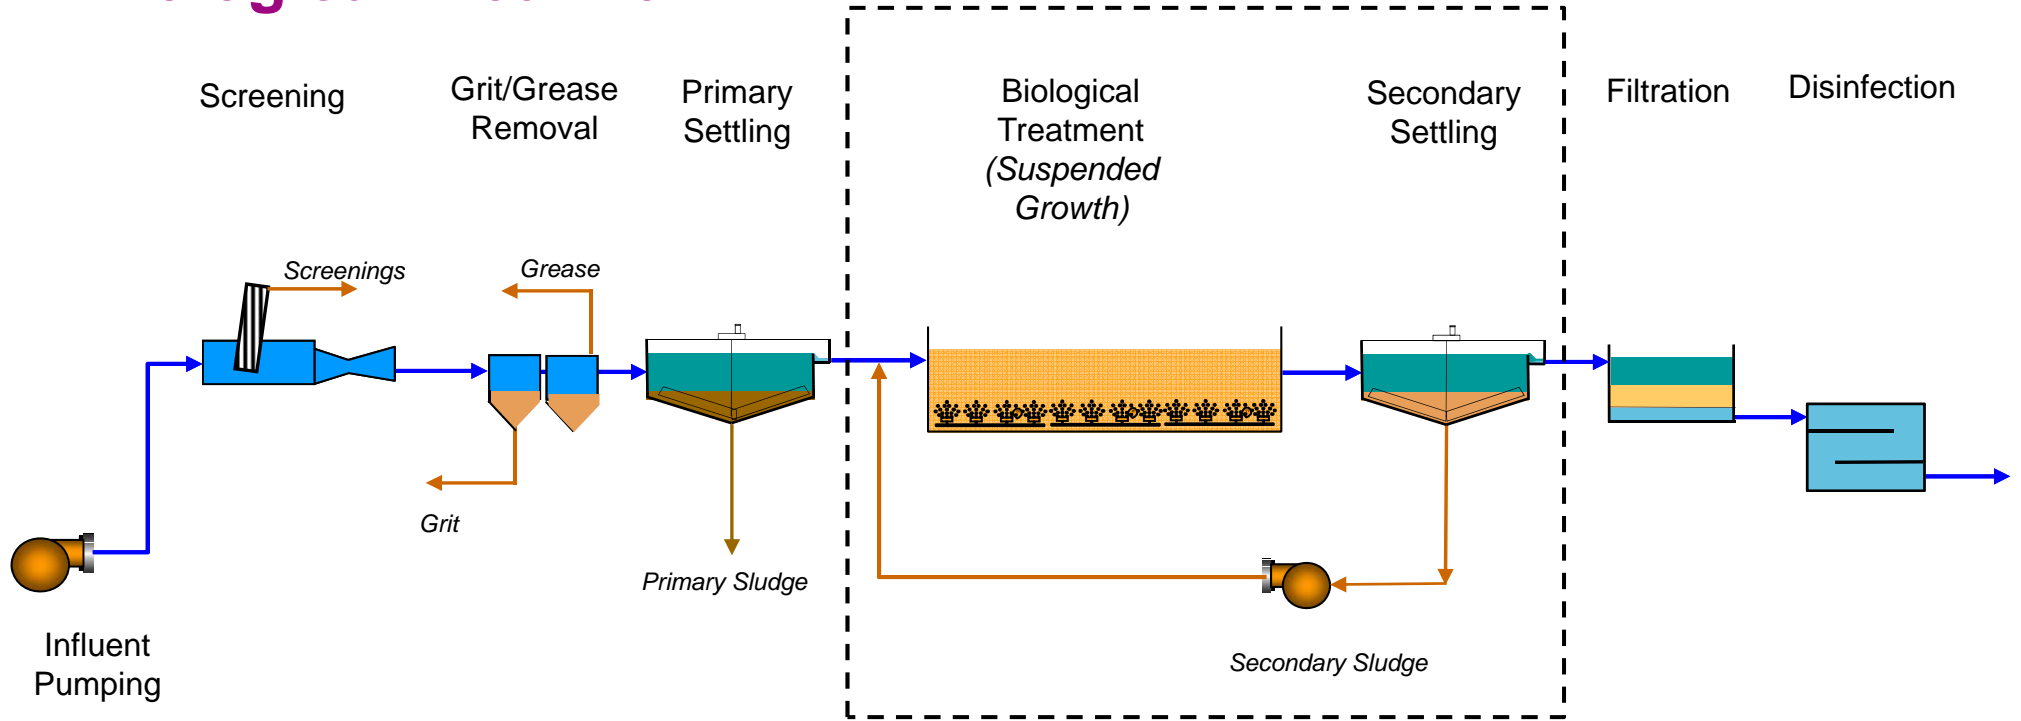 Screening
Grit/Grease
Removal
Primary
Settling
Biological
Treatment
(Suspended
Growth)
Secondary
Settling
Filtration
Disinfection
Screenings
Grease
Grit
Primary Sludge
Secondary Sludge
Influent
Pumping